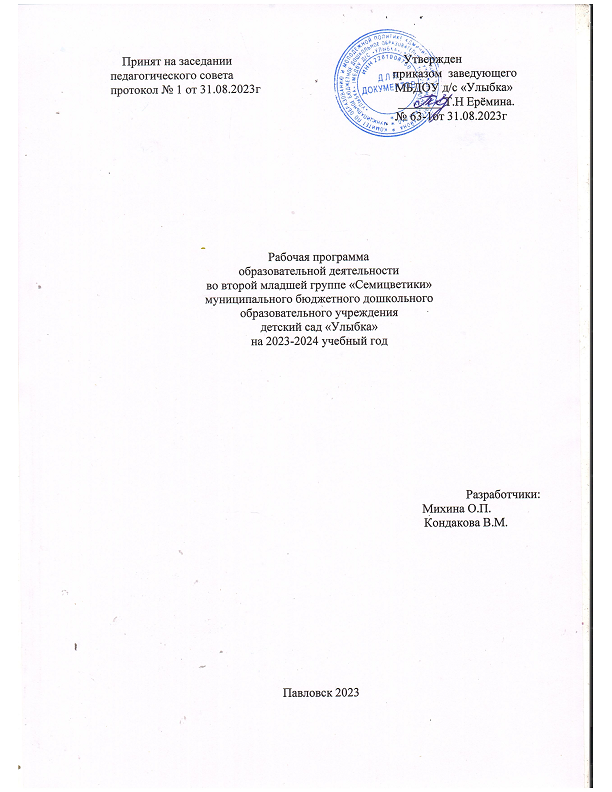 Принят на заседании
педагогического совета
протокол № 1 от 31.08.2023г
Утвержден
приказом заведующего
МБДОУ д/с «Улыбка»
Т.Н Ерёмина.
№ 63-1от 31.08.2023г
ДЛЯ
ДОКУМЕНТОВ
Рабочая программа
образовательной деятельности
во второй младшей группе «Семицветики»
муниципального бюджетного дошкольного
образовательного учреждения
детский сад «Улыбка»
на 2023-2024 учебный год
Разработчики:
Михина О.П.
Кондакова В.М.
Павловск 2023